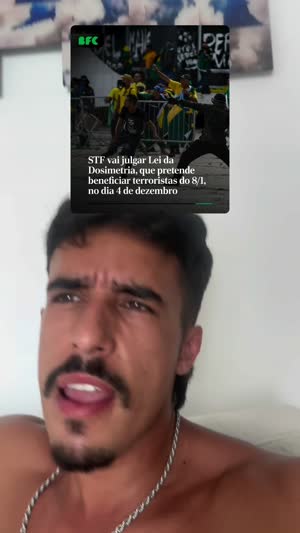 BFC
STF vai julgar Lei da
Dosimetria, que pretende
beneficiar terroristas do 8/1,
no dia 4 de dezembro